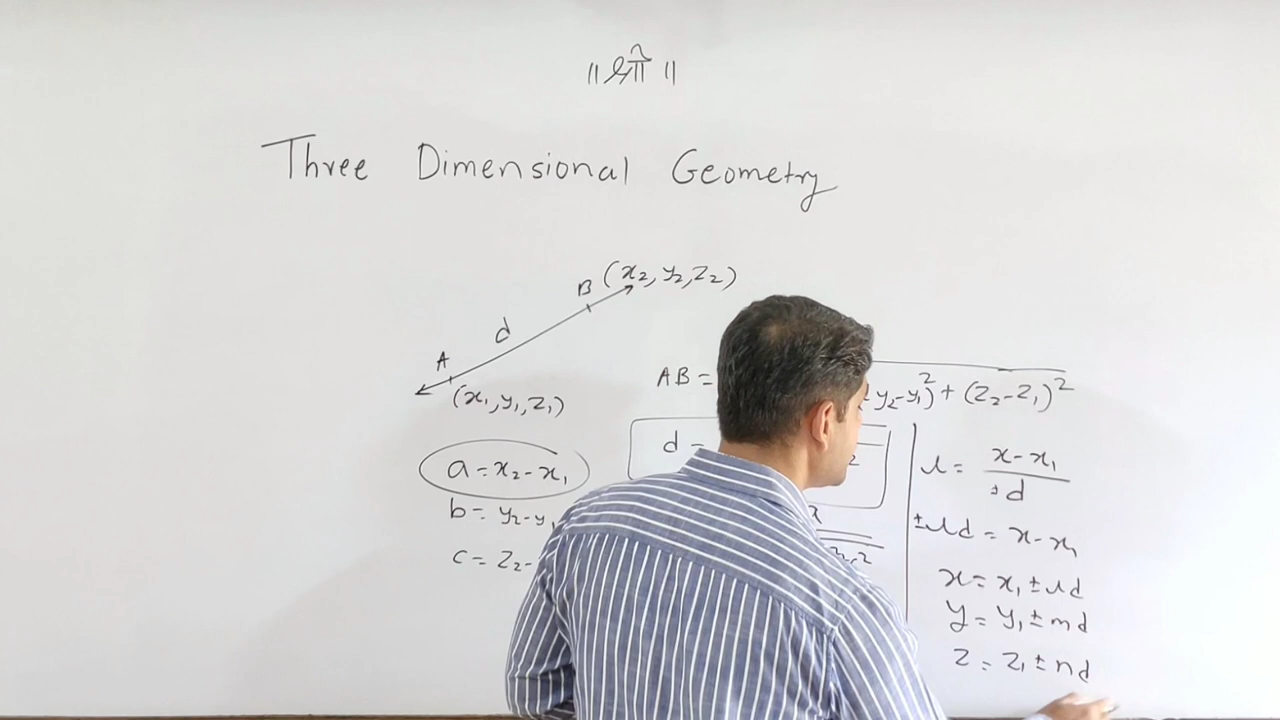 ॥ श्री ॥
Three Dimensional Geometry
B (x₂, y₂, z₂)
d
A
(x₁, y₁, z₁)
AB =
y₂-y₁)² + (z₂-z₁)²
a = x₂ - x₁
b = y₂ - y₁
c = z₂ -
d =
l = x - x₁ / ± d
± ld = x - x₁
x = x₁ ± ld
y = y₁ ± md
z = z₁ ± nd